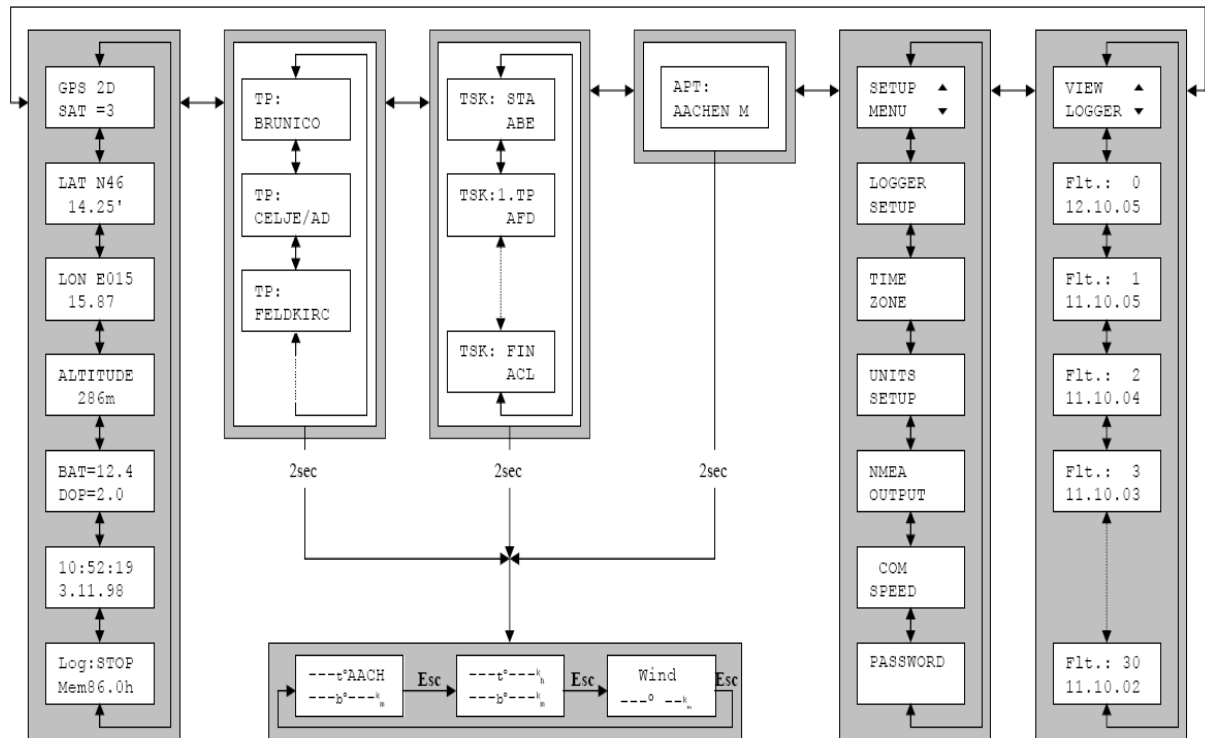 GPS 2D
SAT =3
LAT N46
14.25'
LON E015
15.87
ALTITUDE
286m
BAT=12.4
DOP=2.0
10:52:19
3.11.98
Log:STOP
Mem86.0h
TP:
BRUNICO
TP:
CELJE/AD
TP:
FELDKIRC
2sec
TSK: STA
ABE
TSK:1.TP
AFD
TSK: FIN
ACL
2sec
APT:
AACHEN M
2sec
SETUP ▲
MENU ▼
LOGGER
SETUP
TIME
ZONE
UNITS
SETUP
NMEA
OUTPUT
COM
SPEED
PASSWORD
VIEW ▲
LOGGER ▼
Flt.: 0
12.10.05
Flt.: 1
11.10.05
Flt.: 2
11.10.04
Flt.: 3
11.10.03
Flt.: 30
11.10.02
---t°AACH
---b°---km
Esc
---t°---kh
---b°---km
Esc
Wind
---° --k
Esc